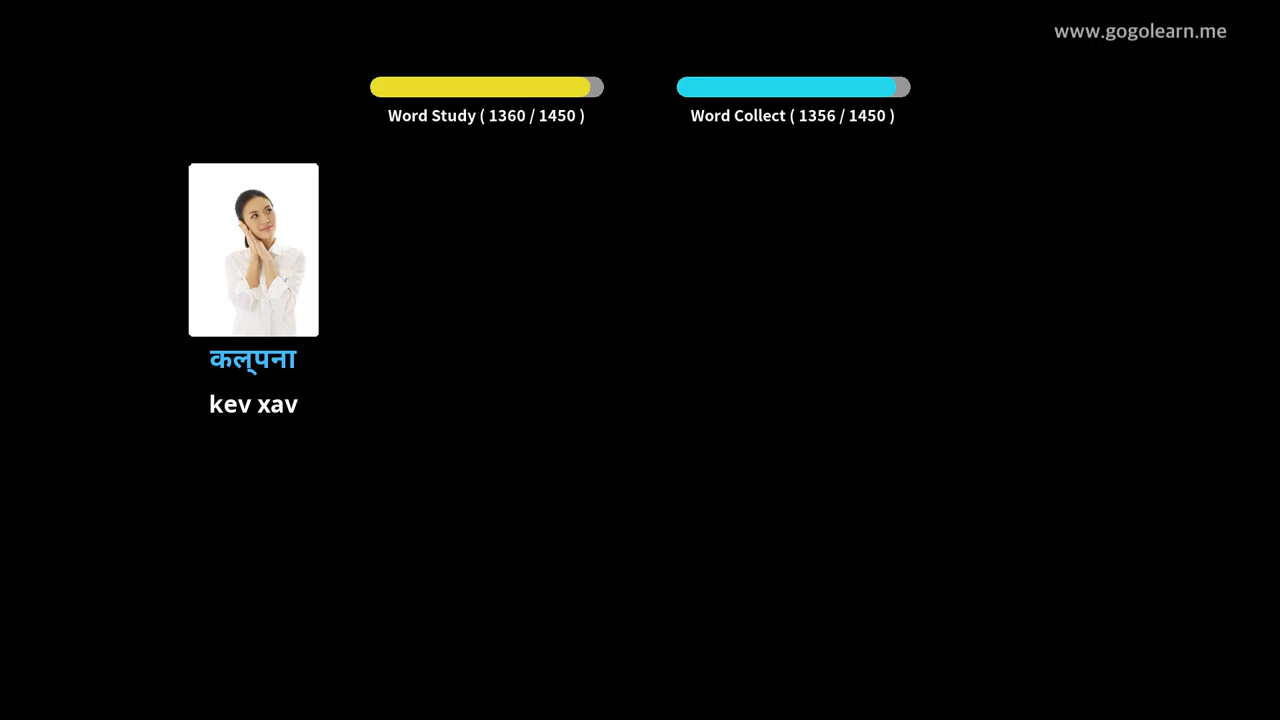 www.gogolearn.me
Word Study ( 1360 / 1450 )
Word Collect ( 1356 / 1450 )
कल्पना
kev xav